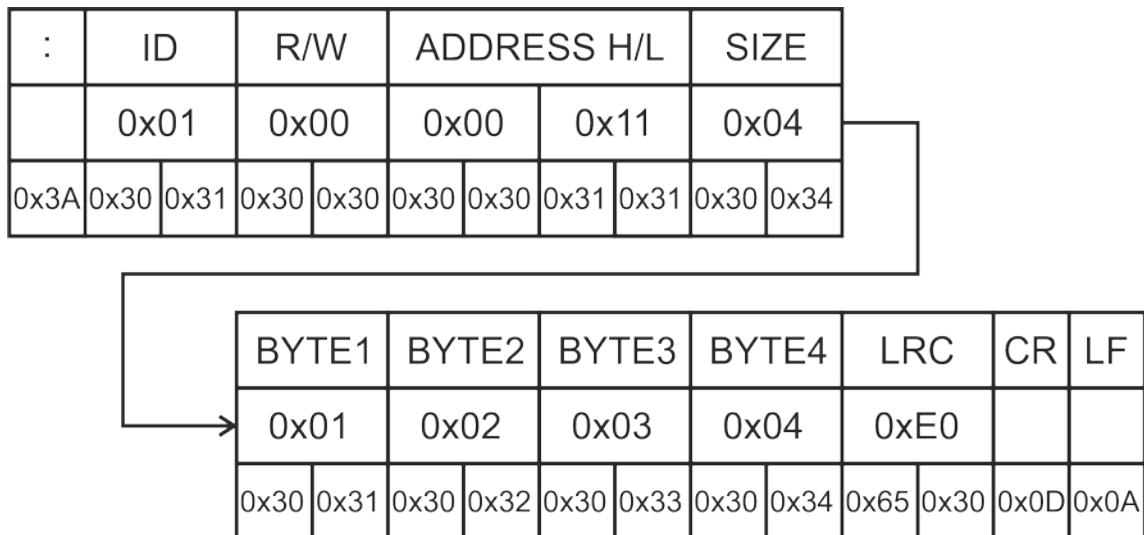 : ID R/W ADDRESS H/L SIZE
0x01 0x00 0x00 0x11 0x04
0x3A 0x30 0x31 0x30 0x30 0x30 0x30 0x31 0x31 0x30 0x34
BYTE1 BYTE2 BYTE3 BYTE4 LRC CR LF
0x01 0x02 0x03 0x04 0xE0
0x30 0x31 0x30 0x32 0x30 0x33 0x30 0x34 0x65 0x30 0x0D 0x0A